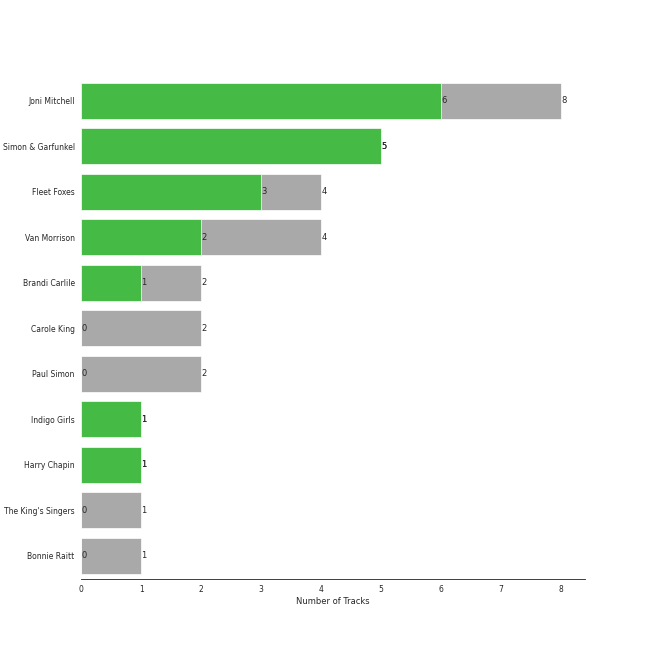 Joni Mitchell 6 8
Simon & Garfunkel 5
Fleet Foxes 3 4
Van Morrison 2 4
Brandi Carlile 1 2
Carole King 0 2
Paul Simon 0 2
Indigo Girls 1
Harry Chapin 1
The King's Singers 0 1
Bonnie Raitt 0 1
0 1 2 3 4 5 6 7 8
Number of Tracks